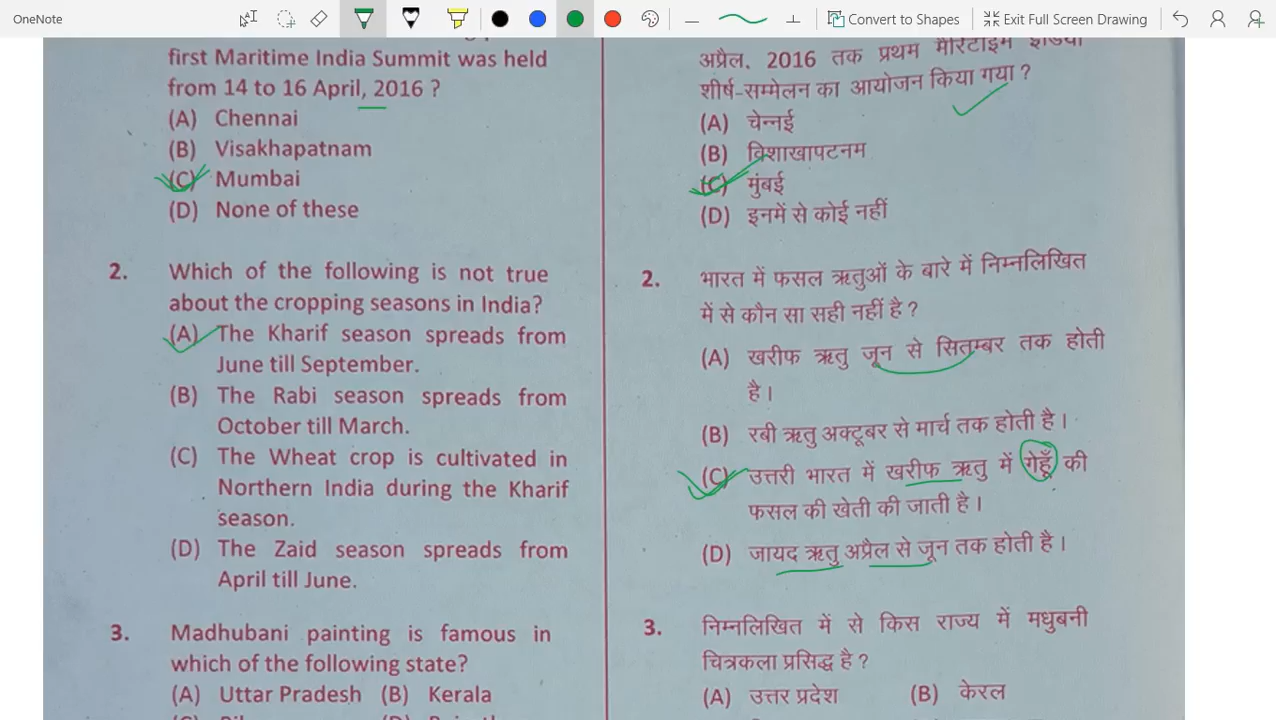 OneNote
Convert to Shapes
Exit Full Screen Drawing
first Maritime India Summit was held
from 14 to 16 April, 2016 ?
(A) Chennai
(B) Visakhapatnam
(C) Mumbai
(D) None of these
2. Which of the following is not true
about the cropping seasons in India?
(A) The Kharif season spreads from
June till September.
(B) The Rabi season spreads from
October till March.
(C) The Wheat crop is cultivated in
Northern India during the Kharif
season.
(D) The Zaid season spreads from
April till June.
3. Madhubani painting is famous in
which of the following state?
(A) Uttar Pradesh (B) Kerala
अप्रैल, 2016 तक प्रथम मैरिटाइम इंडिया
शीर्ष-सम्मेलन का आयोजन किया गया ?
(A) चेन्नई
(B) विशाखापटनम
(C) मुंबई
(D) इनमें से कोई नहीं
2. भारत में फसल ऋतुओं के बारे में निम्नलिखित
में से कौन सा सही नहीं है ?
(A) खरीफ ऋतु जून से सितम्बर तक होती
है ।
(B) रबी ऋतु अक्टूबर से मार्च तक होती है ।
(C) उत्तरी भारत में खरीफ ऋतु में गेहूँ की
फसल की खेती की जाती है ।
(D) जायद ऋतु अप्रैल से जून तक होती है ।
3. निम्नलिखित में से किस राज्य में मधुबनी
चित्रकला प्रसिद्ध है ?
(A) उत्तर प्रदेश (B) केरल